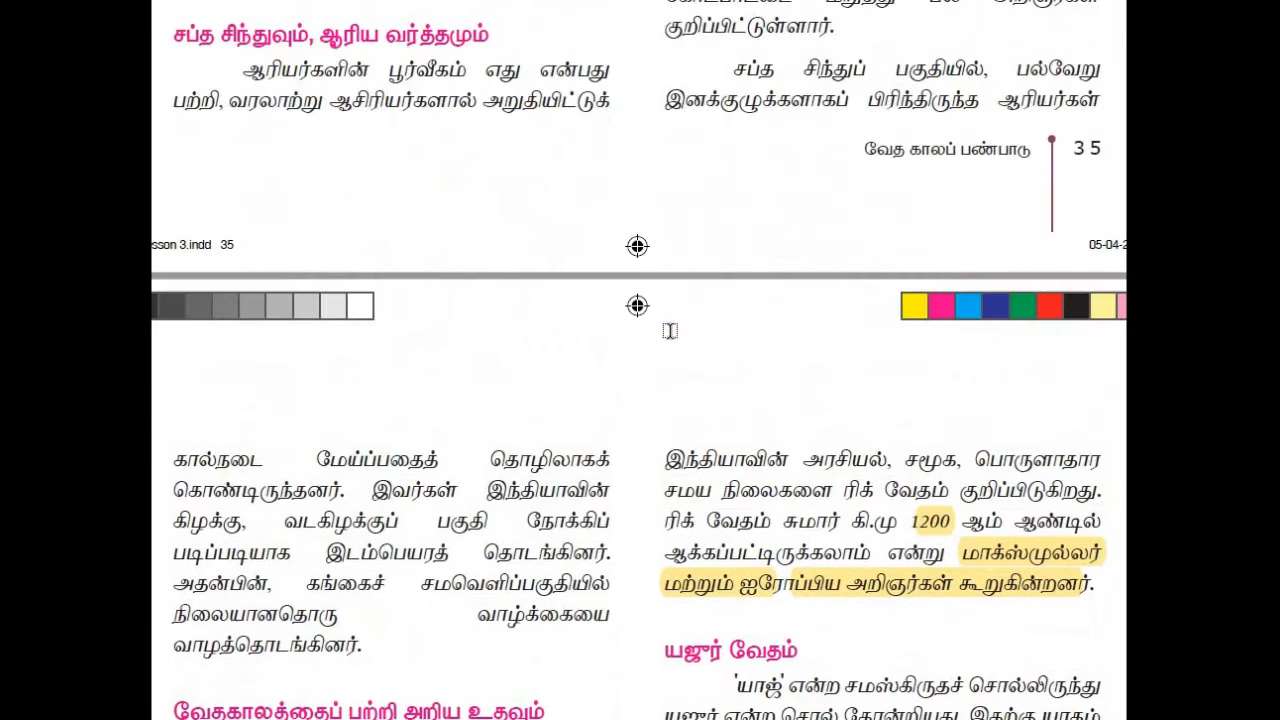 சப்த சிந்துவும், ஆரிய வர்த்தமும்
ஆரியர்களின் பூர்வீகம் எது என்பது
பற்றி, வரலாற்று ஆசிரியர்களால் அறுதியிட்டுக்
குறிப்பிட்டுள்ளார்.
சப்த சிந்துப் பகுதியில், பல்வேறு
இனக்குழுக்களாகப் பிரிந்திருந்த ஆரியர்கள்
வேத காலப் பண்பாடு 35
sson 3.indd 35
05-04-2
கால்நடை மேய்ப்பதைத் தொழிலாகக்
கொண்டிருந்தனர். இவர்கள் இந்தியாவின்
கிழக்கு, வடகிழக்குப் பகுதி நோக்கிப்
படிப்படியாக இடம்பெயரத் தொடங்கினர்.
அதன்பின், கங்கைச் சமவெளிப்பகுதியில்
நிலையானதொரு வாழ்க்கையை
வாழத்தொடங்கினர்.
வேதகாலத்தைப் பற்றி அறிய உதவும்
இந்தியாவின் அரசியல், சமூக, பொருளாதார
சமய நிலைகளை ரிக் வேதம் குறிப்பிடுகிறது.
ரிக் வேதம் சுமார் கி.மு 1200 ஆம் ஆண்டில்
ஆக்கப்பட்டிருக்கலாம் என்று மாக்ஸ்முல்லர்
மற்றும் ஐரோப்பிய அறிஞர்கள் கூறுகின்றனர்.
யஜுர் வேதம்
'யாஜ்' என்ற சமஸ்கிருதச் சொல்லிருந்து
யஜுர் என்ற சொல் தோன்றியது. இதற்கு யாகம்